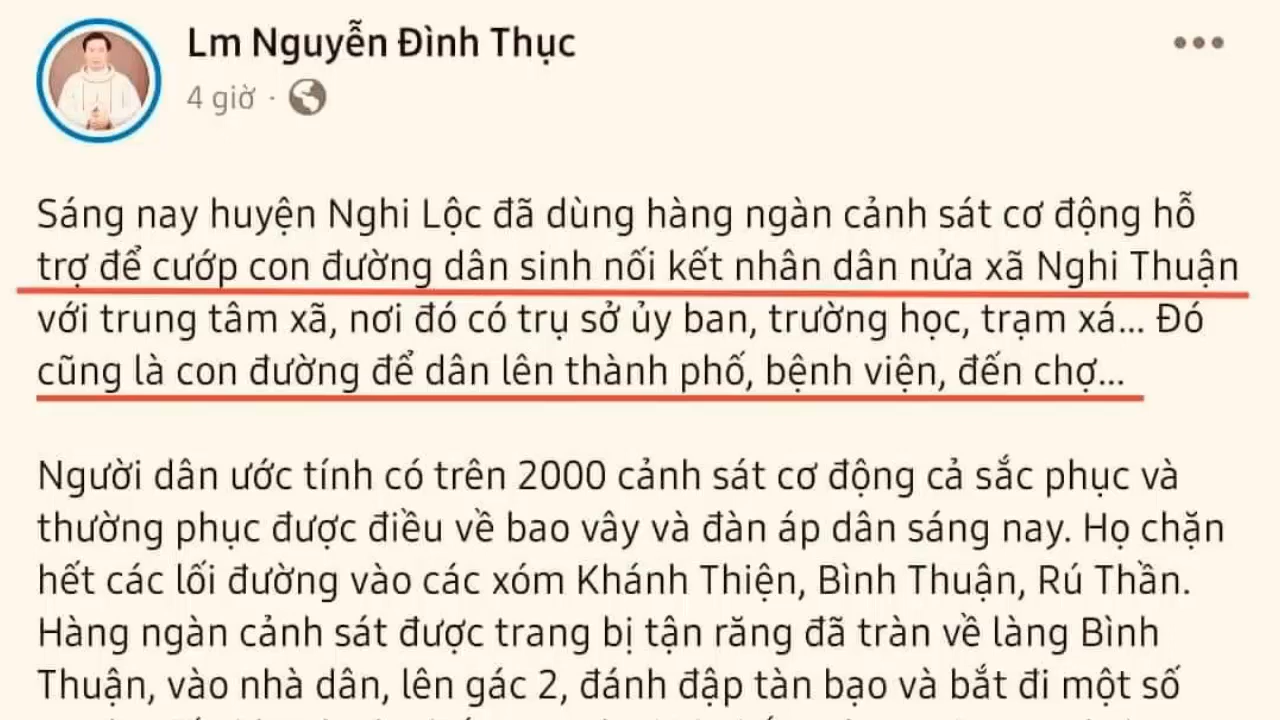 Lm Nguyễn Đình Thục
4 giờ ·
Sáng nay huyện Nghi Lộc đã dùng hàng ngàn cảnh sát cơ động hỗ
trợ để cướp con đường dân sinh nối kết nhân dân nửa xã Nghi Thuận
với trung tâm xã, nơi đó có trụ sở ủy ban, trường học, trạm xá... Đó
cũng là con đường để dân lên thành phố, bệnh viện, đến chợ...
Người dân ước tính có trên 2000 cảnh sát cơ động cả sắc phục và
thường phục được điều về bao vây và đàn áp dân sáng nay. Họ chặn
hết các lối đường vào các xóm Khánh Thiện, Bình Thuận, Rú Thần.
Hàng ngàn cảnh sát được trang bị tận răng đã tràn về làng Bình
Thuận, vào nhà dân, lên gác 2, đánh đập tàn bạo và bắt đi một số